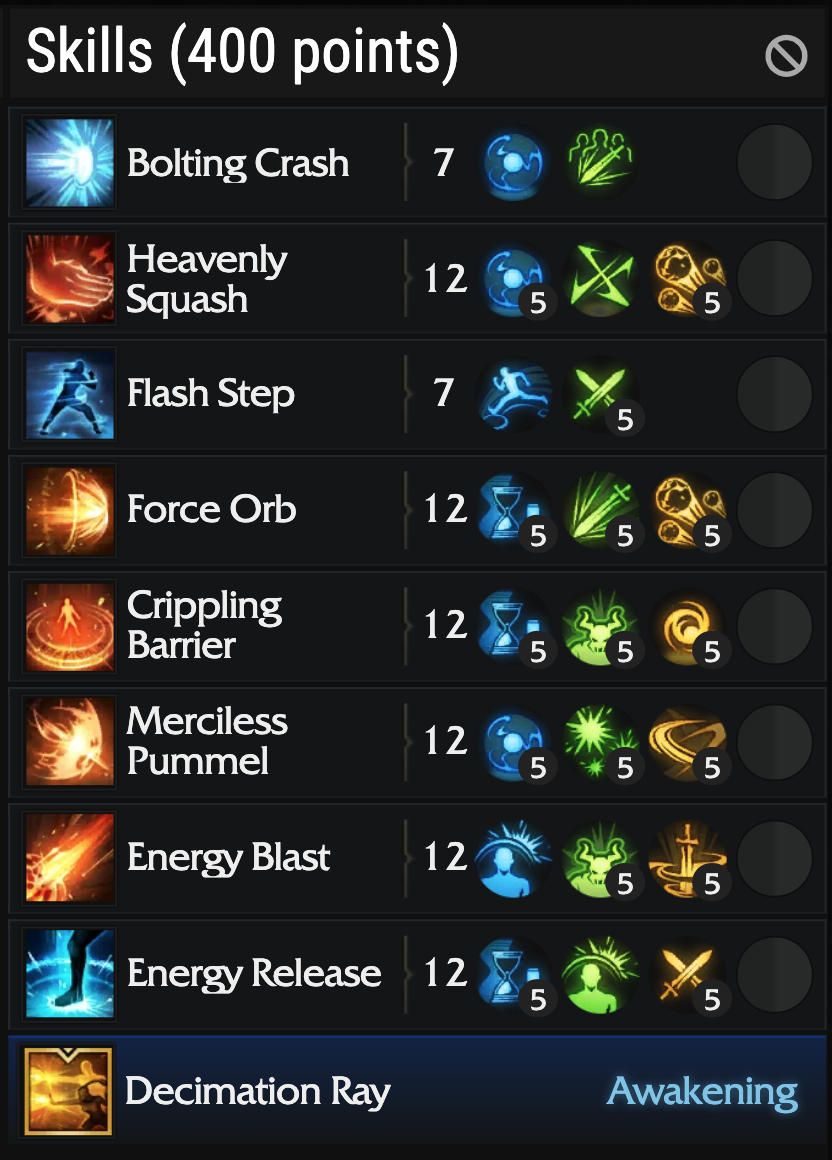 Skills (400 points)
Bolting Crash 7
Heavenly
Squash 12 5 5
Flash Step 7 5
Force Orb 12 5 5 5
Crippling
Barrier 12 5 5 5
Merciless
Pummel 12 5 5 5
Energy Blast 12 5 5
Energy Release 12 5 5
Decimation Ray Awakening